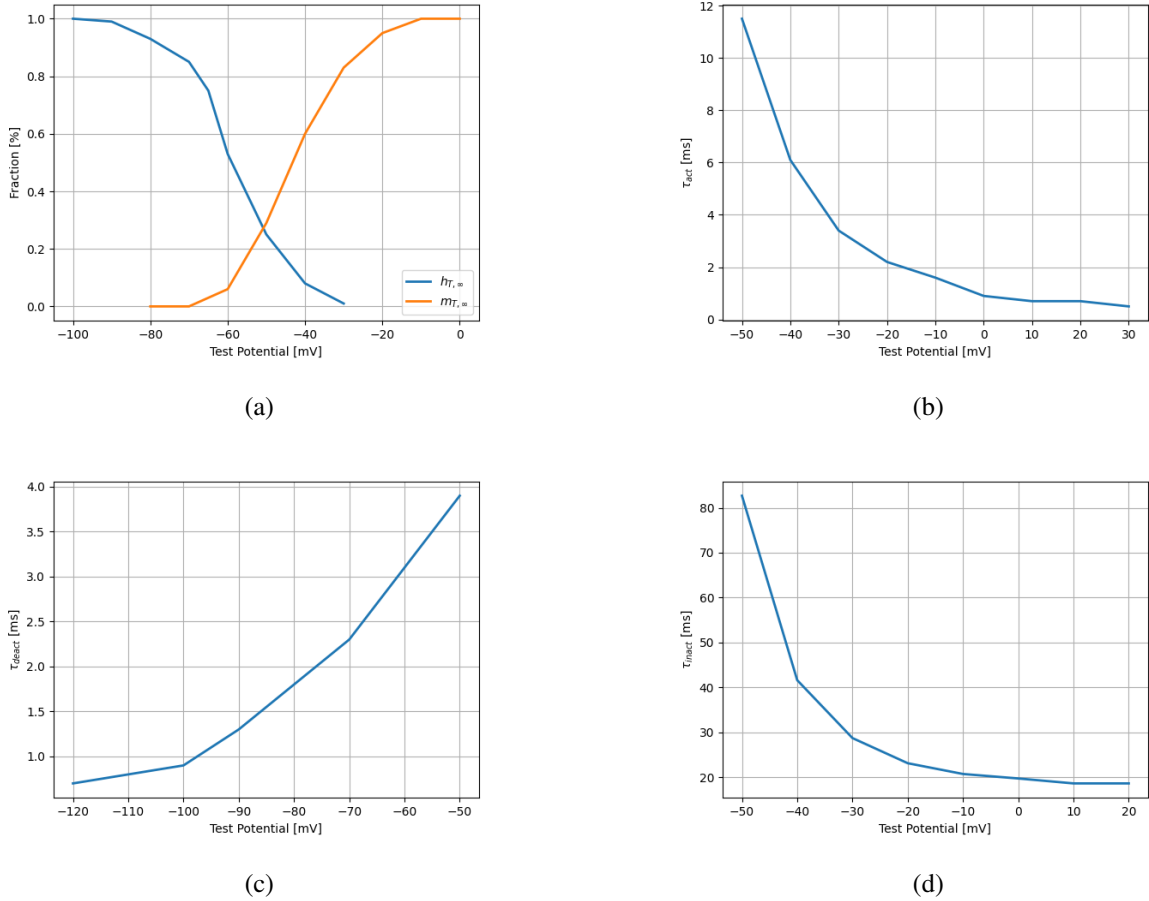 1.0
0.8
0.6
0.4
0.2
0.0
Fraction [%]
−100 −80 −60 −40 −20 0
Test Potential [mV]
h_{T,∞}
m_{T,∞}
(a)
12
10
8
6
4
2
0
τ_{act} [ms]
−50 −40 −30 −20 −10 0 10 20 30
Test Potential [mV]
(b)
4.0
3.5
3.0
2.5
2.0
1.5
1.0
τ_{deact} [ms]
−120 −110 −100 −90 −80 −70 −60 −50
Test Potential [mV]
(c)
80
70
60
50
40
30
20
τ_{inact} [ms]
−50 −40 −30 −20 −10 0 10 20
Test Potential [mV]
(d)